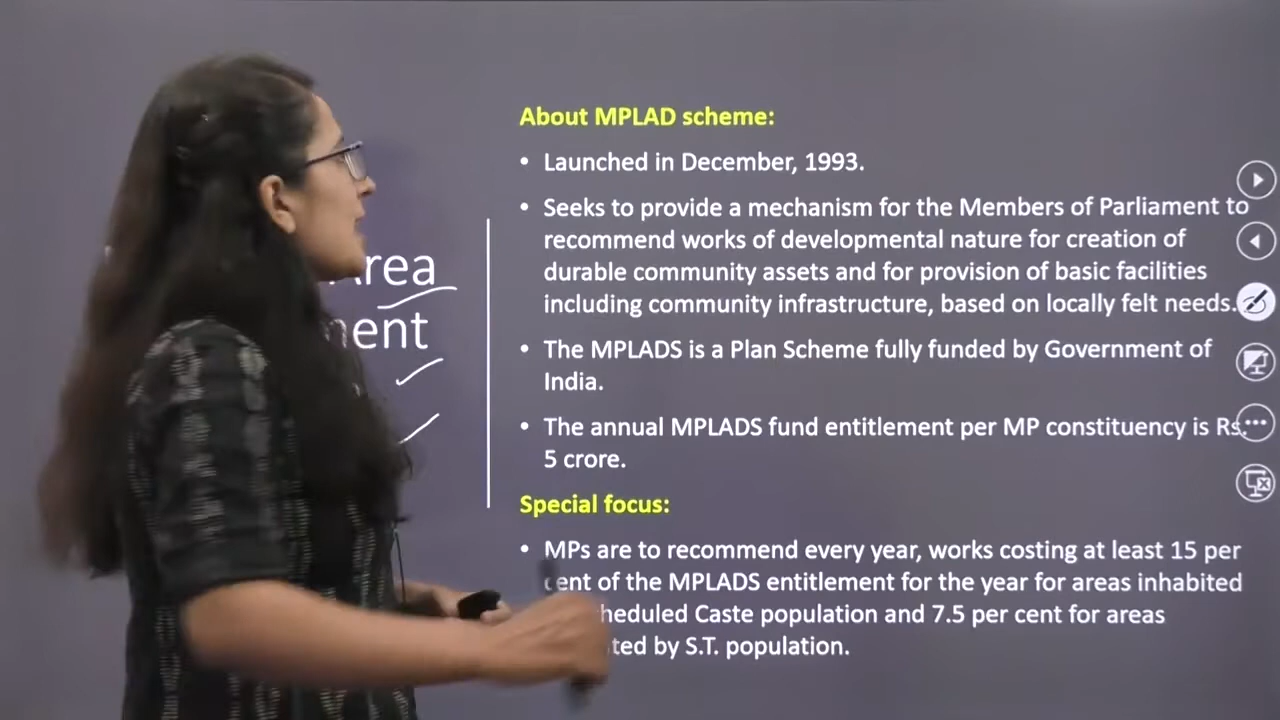 Area
About MPLAD scheme:
• Launched in December, 1993.
• Seeks to provide a mechanism for the Members of Parliament to
recommend works of developmental nature for creation of
durable community assets and for provision of basic facilities
including community infrastructure, based on locally felt needs.
• The MPLADS is a Plan Scheme fully funded by Government of
India.
• The annual MPLADS fund entitlement per MP constituency is Rs.
5 crore.
Special focus:
• MPs are to recommend every year, works costing at least 15 per
cent of the MPLADS entitlement for the year for areas inhabited
Caste population and 7.5 per cent for areas
by S.T. population.